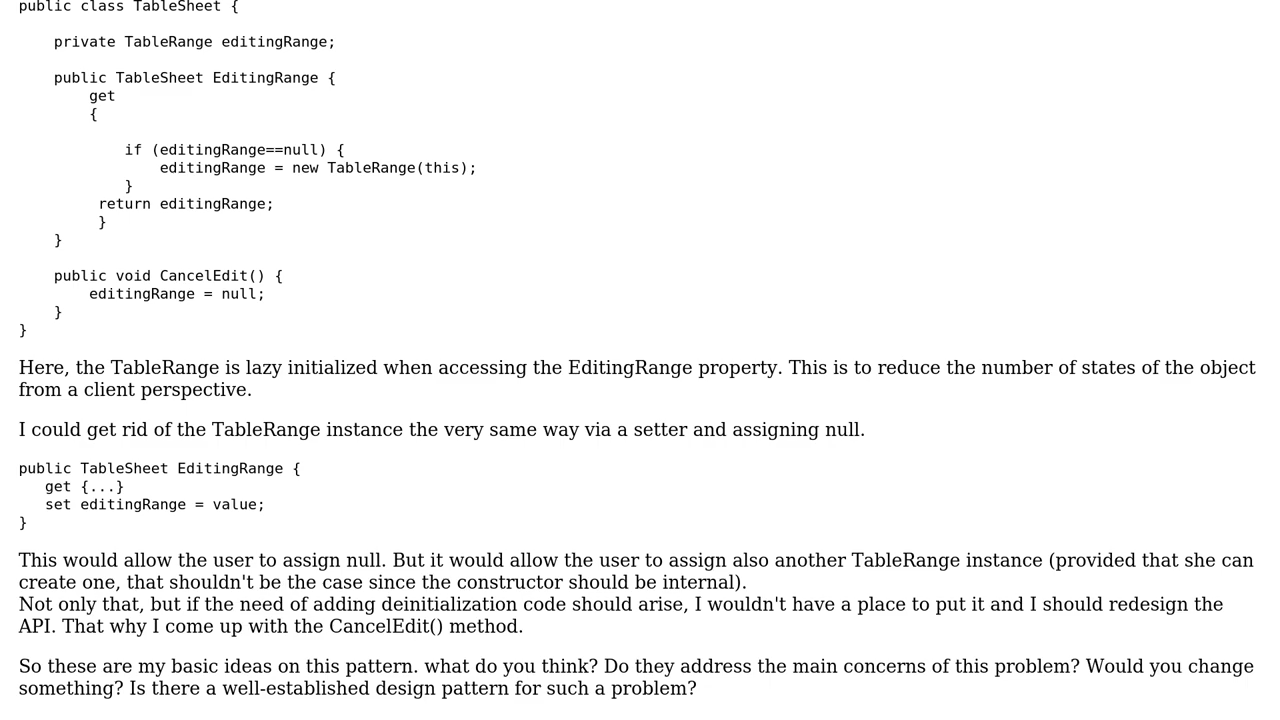 public class TableSheet {
private TableRange editingRange;
public TableSheet EditingRange {
get
{
if (editingRange==null) {
editingRange = new TableRange(this);
}
return editingRange;
}
}
public void CancelEdit() {
editingRange = null;
}
}
Here, the TableRange is lazy initialized when accessing the EditingRange property. This is to reduce the number of states of the object
from a client perspective.
I could get rid of the TableRange instance the very same way via a setter and assigning null.
public TableSheet EditingRange {
get {...}
set editingRange = value;
}
This would allow the user to assign null. But it would allow the user to assign also another TableRange instance (provided that she can
create one, that shouldn't be the case since the constructor should be internal).
Not only that, but if the need of adding deinitialization code should arise, I wouldn't have a place to put it and I should redesign the
API. That why I come up with the CancelEdit() method.
So these are my basic ideas on this pattern. what do you think? Do they address the main concerns of this problem? Would you change
something? Is there a well-established design pattern for such a problem?